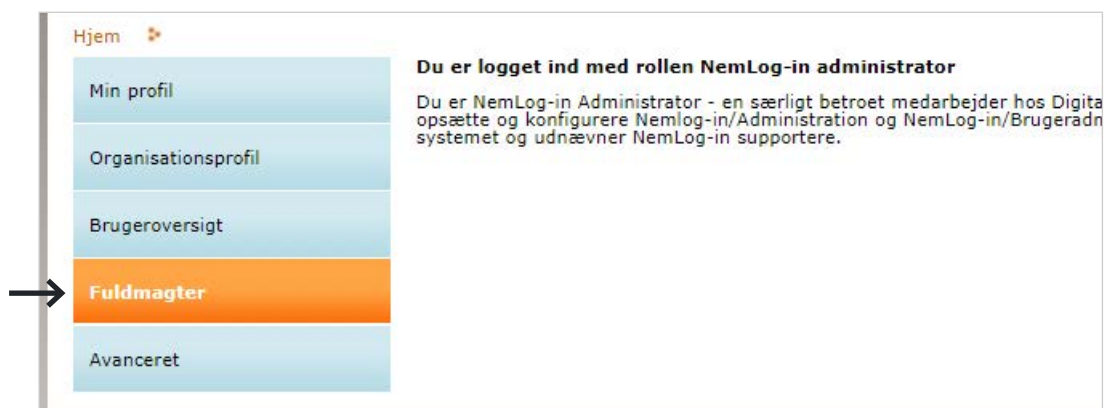 Hjem
Min profil
Organisationsprofil
Brugeroversigt
Fuldmagter
Avanceret
Du er logget ind med rollen NemLog-in administrator
Du er NemLog-in Administrator - en særligt betroet medarbejder hos Digita
opsætte og konfigurere Nemlog-in/Administration og NemLog-in/Brugeradm
systemet og udnævner NemLog-in supportere.